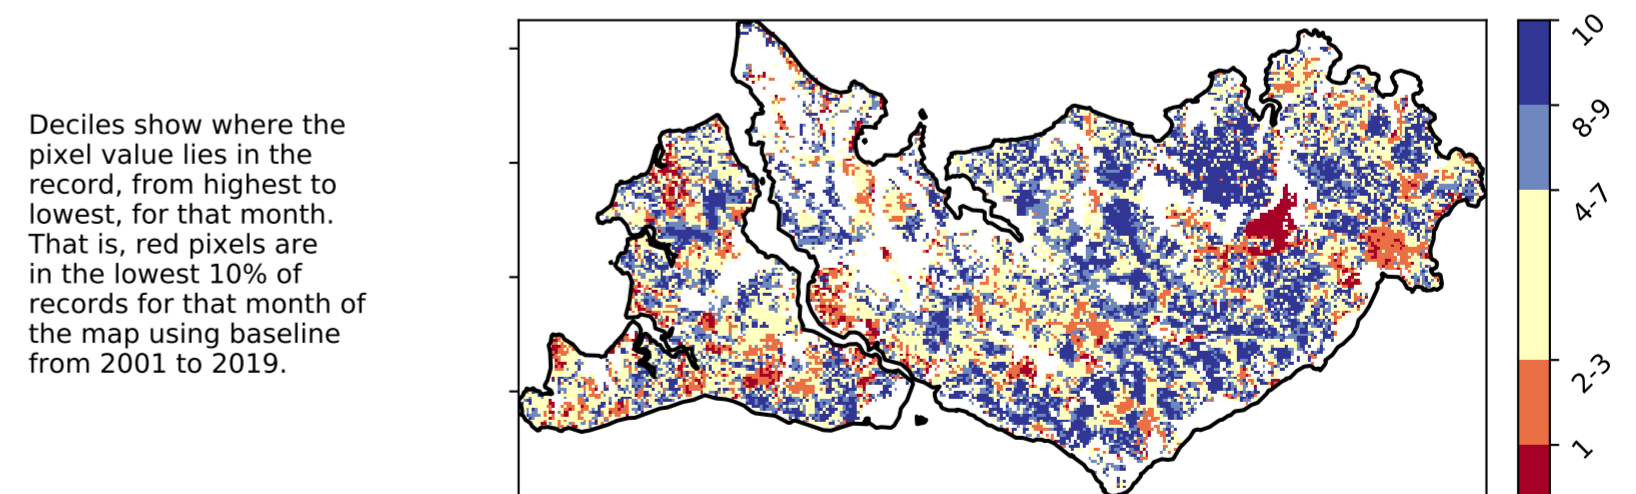 Deciles show where the
pixel value lies in the
record, from highest to
lowest, for that month.
That is, red pixels are
in the lowest 10% of
records for that month of
the map using baseline
from 2001 to 2019.
10
8-9
4-7
2-3
1